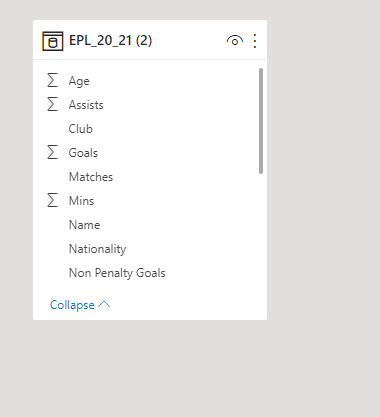 EPL_20_21 (2)
Age
Assists
Club
Goals
Matches
Mins
Name
Nationality
Non Penalty Goals
Collapse